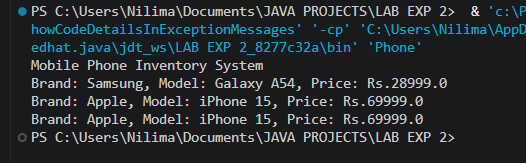 PS C:\Users\Nilima\Documents\JAVA PROJECTS\LAB EXP 2>  & 'c:\P
howCodeDetailsInExceptionMessages' '-cp' 'C:\Users\Nilima\AppD
edhat.java\jdt_ws\LAB EXP 2_8277c32a\bin' 'Phone'
Mobile Phone Inventory System
Brand: Samsung, Model: Galaxy A54, Price: Rs.28999.0
Brand: Apple, Model: iPhone 15, Price: Rs.69999.0
Brand: Apple, Model: iPhone 15, Price: Rs.69999.0
PS C:\Users\Nilima\Documents\JAVA PROJECTS\LAB EXP 2>